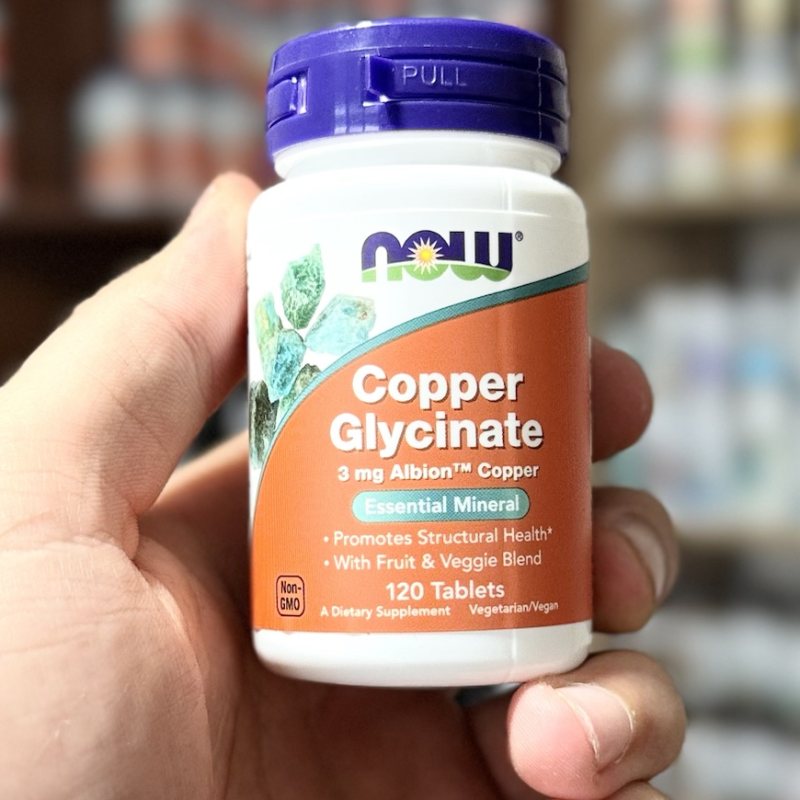 PULL
NOW®
Copper
Glycinate
3 mg Albion™ Copper
Essential Mineral
• Promotes Structural Health*
• With Fruit & Veggie Blend
120 Tablets
Non-
GMO
A Dietary Supplement Vegetarian/Vegan